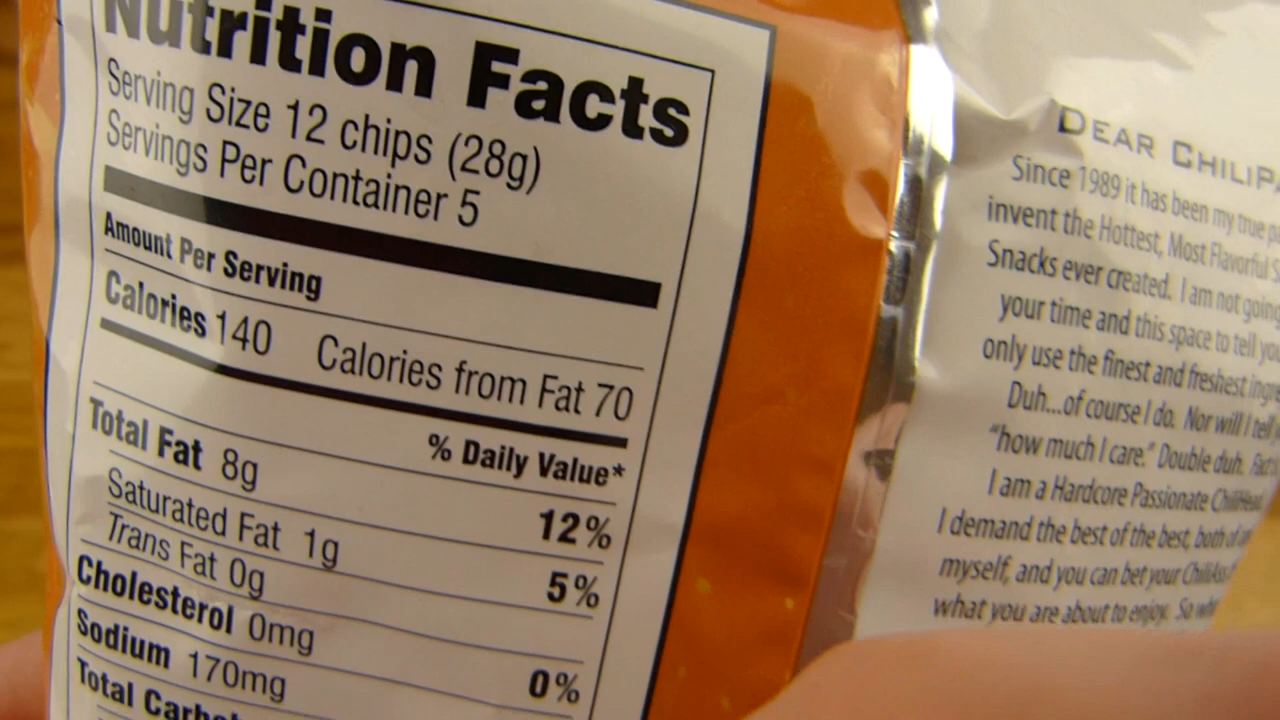 Nutrition Facts
Serving Size 12 chips (28g)
Servings Per Container 5
Amount Per Serving
Calories 140 Calories from Fat 70
% Daily Value*
Total Fat 8g 12%
Saturated Fat 1g 5%
Trans Fat 0g
Cholesterol 0mg 0%
Sodium 170mg
Total
DEAR
Since 1989 it has been my true
invent the Hottest, Most Flavorful
Snacks ever created. I am not
your time and this space to tell
only use the finest and freshest
Duh...of course I do. Nor will I tell
"how much I care." Double duh.
I am a Hardcore Passionate
I demand the best of the best, both of
myself, and you can bet your
what you are about to enjoy. So